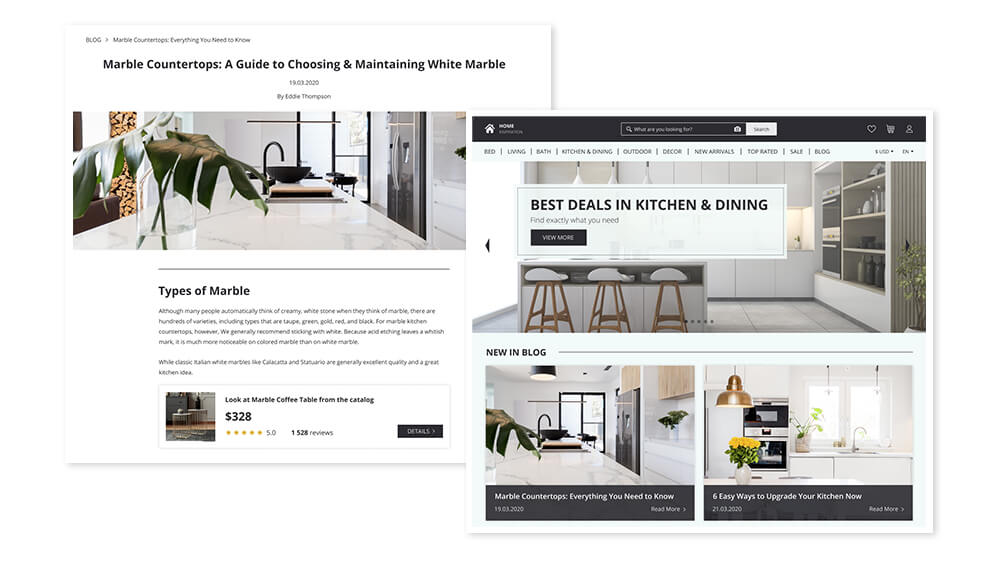 BLOG > Marble Countertops: Everything You Need to Know
Marble Countertops: A Guide to Choosing & Maintaining White Marble
19.03.2020
By Eddie Thompson
Types of Marble
Although many people automatically think of creamy, white stone when they think of marble, there are
hundreds of varieties, including types that are taupe, green, gold, red, and black. For marble kitchen
countertops, however, We generally recommend sticking with white. Because acid etching leaves a whitish
mark, it is much more noticeable on colored marble than on white marble.
While classic Italian white marbles like Calacatta and Statuario are generally excellent quality and a great
kitchen idea.
Look at Marble Coffee Table from the catalog
$328
5.0 1 528 reviews
DETAILS >
HOME
INSPIRATION
What are you looking for?
Search
BED | LIVING | BATH | KITCHEN & DINING | OUTDOOR | DECOR | NEW ARRIVALS | TOP RATED | SALE | BLOG
$ USD
EN
BEST DEALS IN KITCHEN & DINING
Find exactly what you need
VIEW MORE
NEW IN BLOG
Marble Countertops: Everything You Need to Know
19.03.2020
Read More >
6 Easy Ways to Upgrade Your Kitchen Now
21.03.2020
Read More >